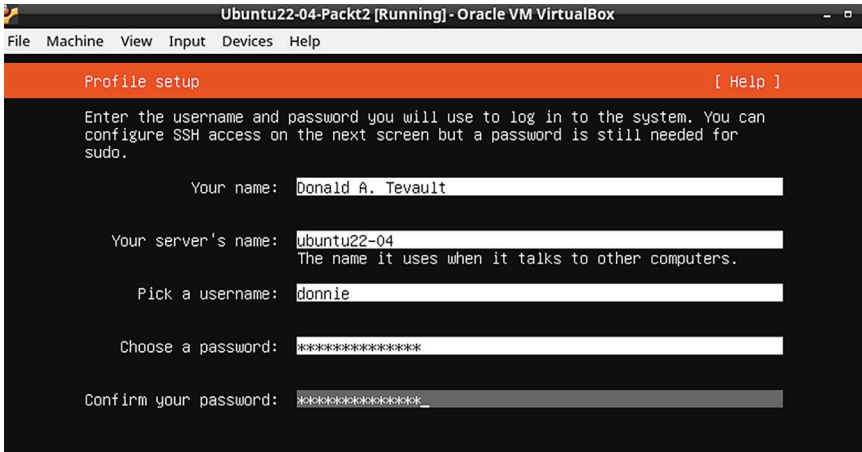 Ubuntu22-04-Packt2 [Running] - Oracle VM VirtualBox
File Machine View Input Devices Help
Profile setup [ Help ]
Enter the username and password you will use to log in to the system. You can
configure SSH access on the next screen but a password is still needed for
sudo.
Your name: Donald A. Tevault
Your server's name: ubuntu22-04
The name it uses when it talks to other computers.
Pick a username: donnie
Choose a password: **************
Confirm your password: **************_